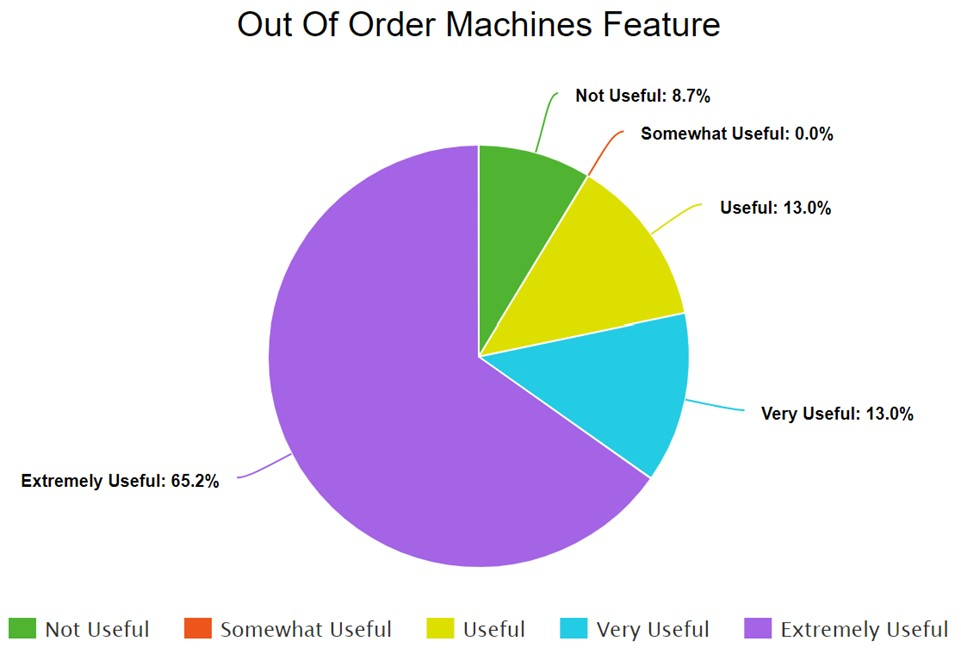 Out Of Order Machines Feature
Not Useful: 8.7%
Somewhat Useful: 0.0%
Useful: 13.0%
Very Useful: 13.0%
Extremely Useful: 65.2%
Not Useful
Somewhat Useful
Useful
Very Useful
Extremely Useful